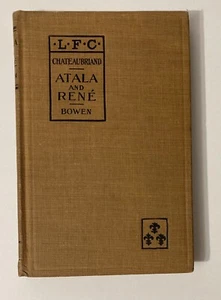 ·L·F·C·
CHATEAUBRIAND
ATALA
AND
RENÉ
BOWEN